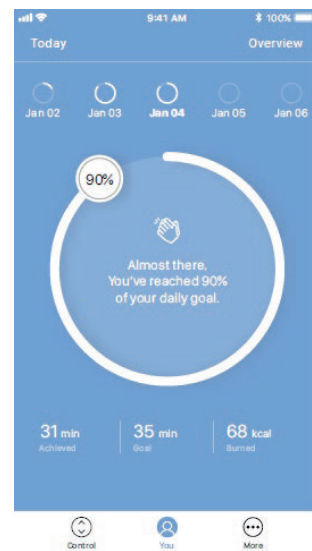 9:41 AM 100%
Today Overview
Jan 02 Jan 03 Jan 04 Jan 05 Jan 06
90%
Almost there.
You've reached 90%
of your daily goal.
31 min 35 min 68 kcal
Achieved Goal Burned
Control You More